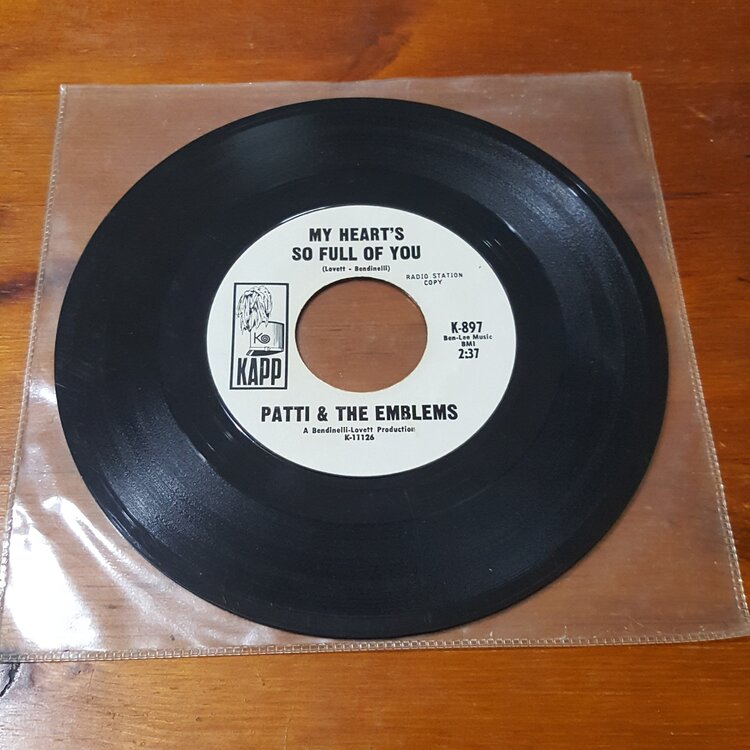 MY HEART'S
SO FULL OF YOU
(Lovett - Bendinelli)
RADIO STATION
COPY
K
KAPP
K-897
Ben-Lee Music
BMI
2:37
PATTI & THE EMBLEMS
A Bendinelli-Lovett Production
K-11126